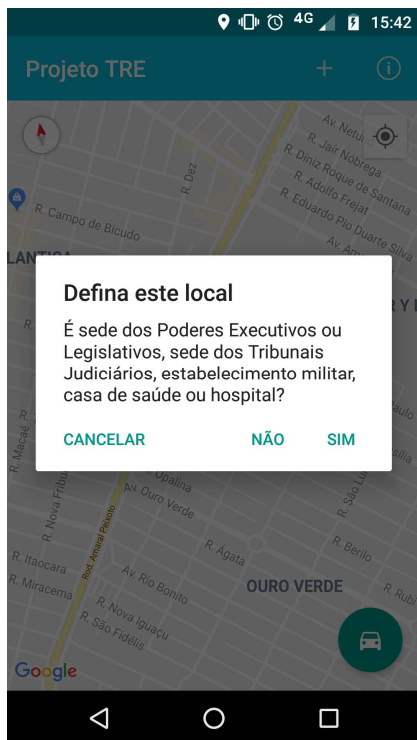 4G 15:42
Projeto TRE
Av. Netu
R. Jair Nobrega
R. Diniz Roque de Santana
R. Adolfo Frejat
R. Eduardo Pio Duarte Silva
R. Dez
R. Campo de Bicudo
Defina este local
É sede dos Poderes Executivos ou
Legislativos, sede dos Tribunais
Judiciários, estabelecimento militar,
casa de saúde ou hospital?
CANCELAR NÃO SIM
R. Macaé
R. Nova Fribu
Opalina
Av. Ouro Verde
Rod. Amaral Peixoto
R. São Lu
R. Ágata
R. Berilo
R. Itaocara
R. Miracema
Av. Rio Bonito
OURO VERDE
R. Rubi
R. Nova Iguaçu
R. São Fidélis
Google